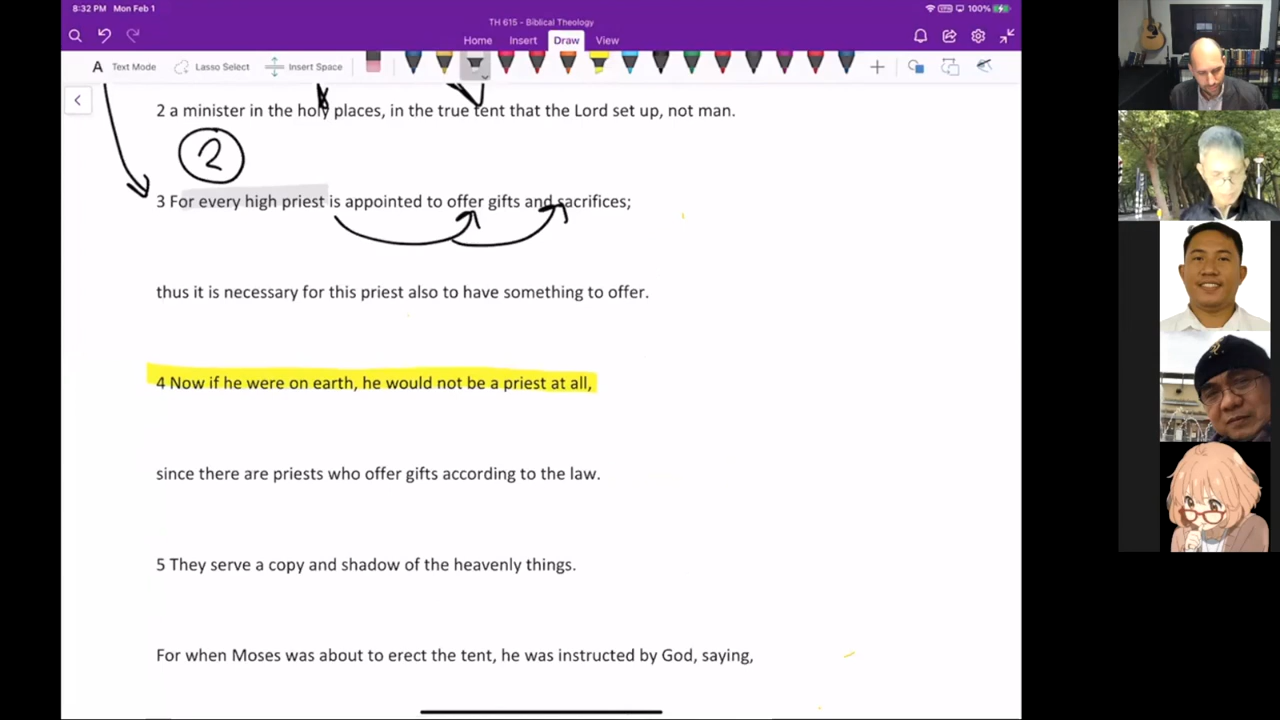 8:32 PM Mon Feb 1
100%
TH 615 - Biblical Theology
Home Insert Draw View
A Text Mode Lasso Select Insert Space
2 a minister in the holy places, in the true tent that the Lord set up, not man.
2
3 For every high priest is appointed to offer gifts and sacrifices;
thus it is necessary for this priest also to have something to offer.
4 Now if he were on earth, he would not be a priest at all,
since there are priests who offer gifts according to the law.
5 They serve a copy and shadow of the heavenly things.
For when Moses was about to erect the tent, he was instructed by God, saying,